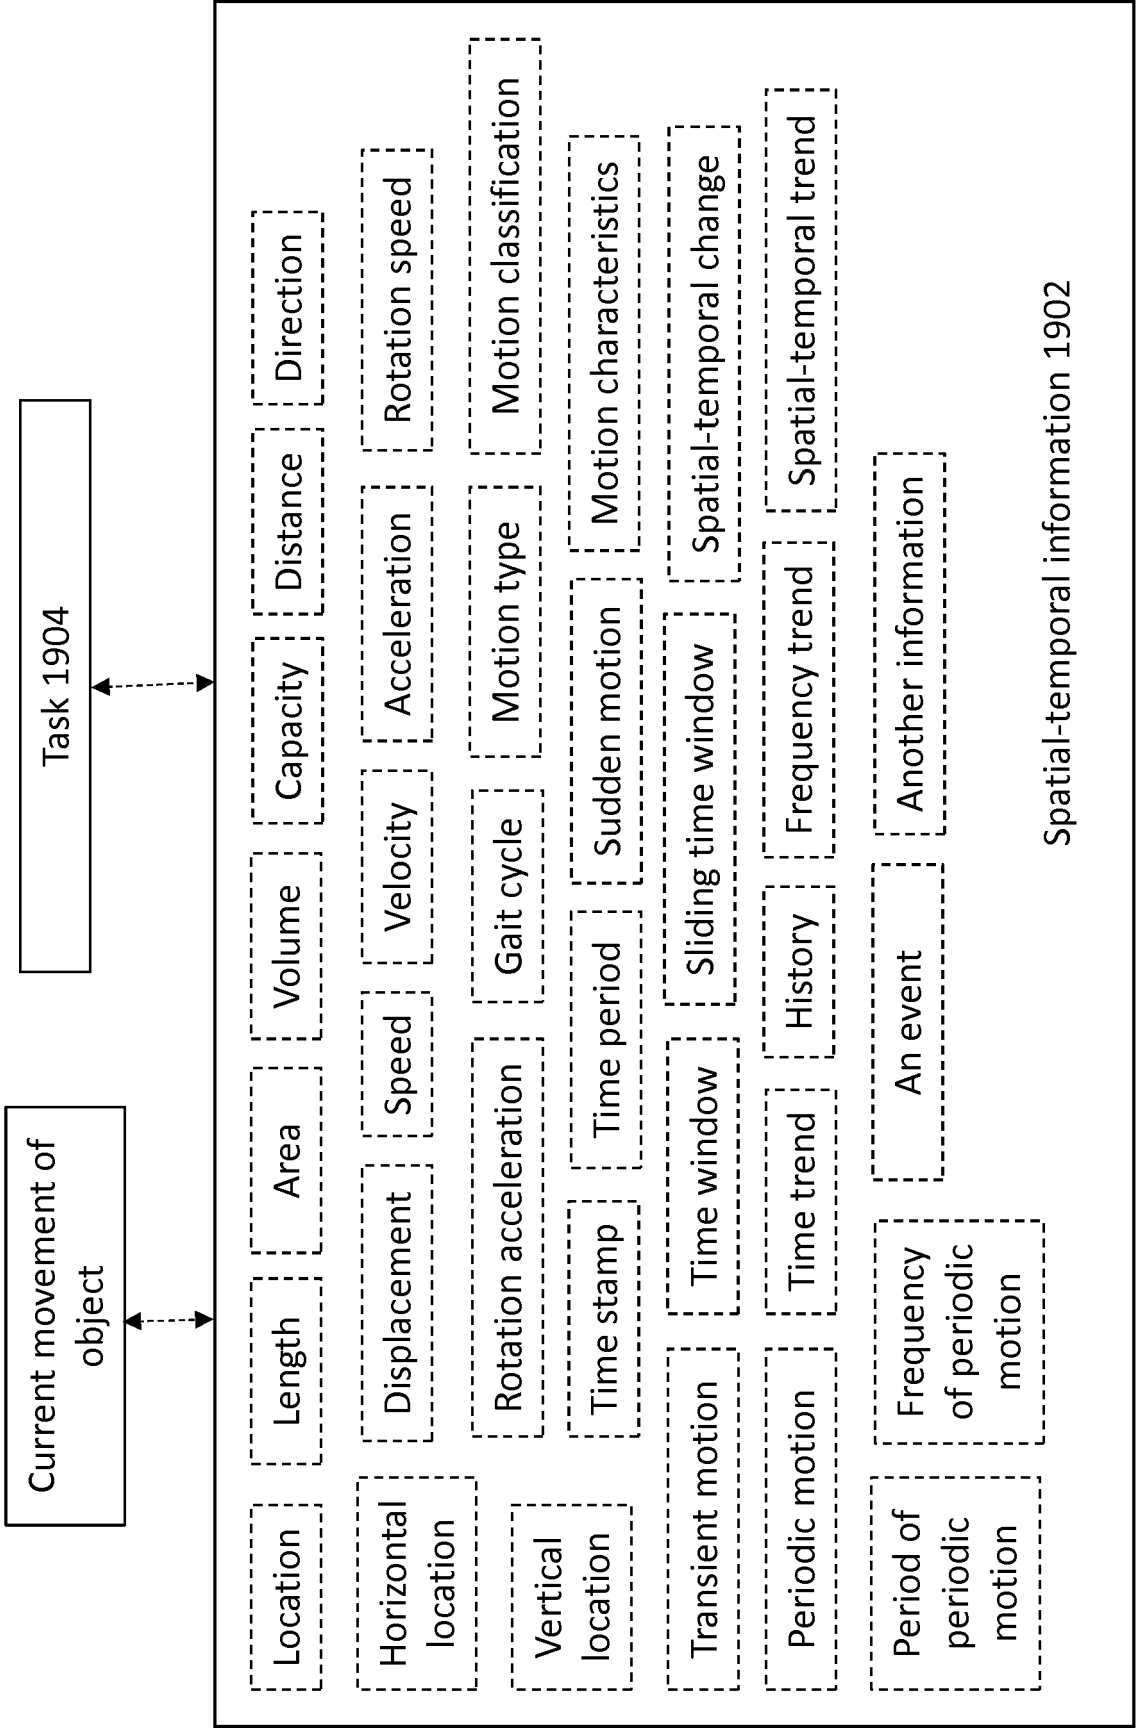 Current movement of
object
Task 1904
Location
Length
Area
Volume
Capacity
Distance
Direction
Horizontal
location
Displacement
Speed
Velocity
Acceleration
Rotation speed
Vertical
location
Rotation acceleration
Gait cycle
Motion type
Motion classification
Time stamp
Time period
Sudden motion
Motion characteristics
Transient motion
Time window
Sliding time window
Spatial-temporal change
Periodic motion
Time trend
History
Frequency trend
Spatial-temporal trend
Period of
periodic
motion
Frequency
of periodic
motion
An event
Another information
Spatial-temporal information 1902